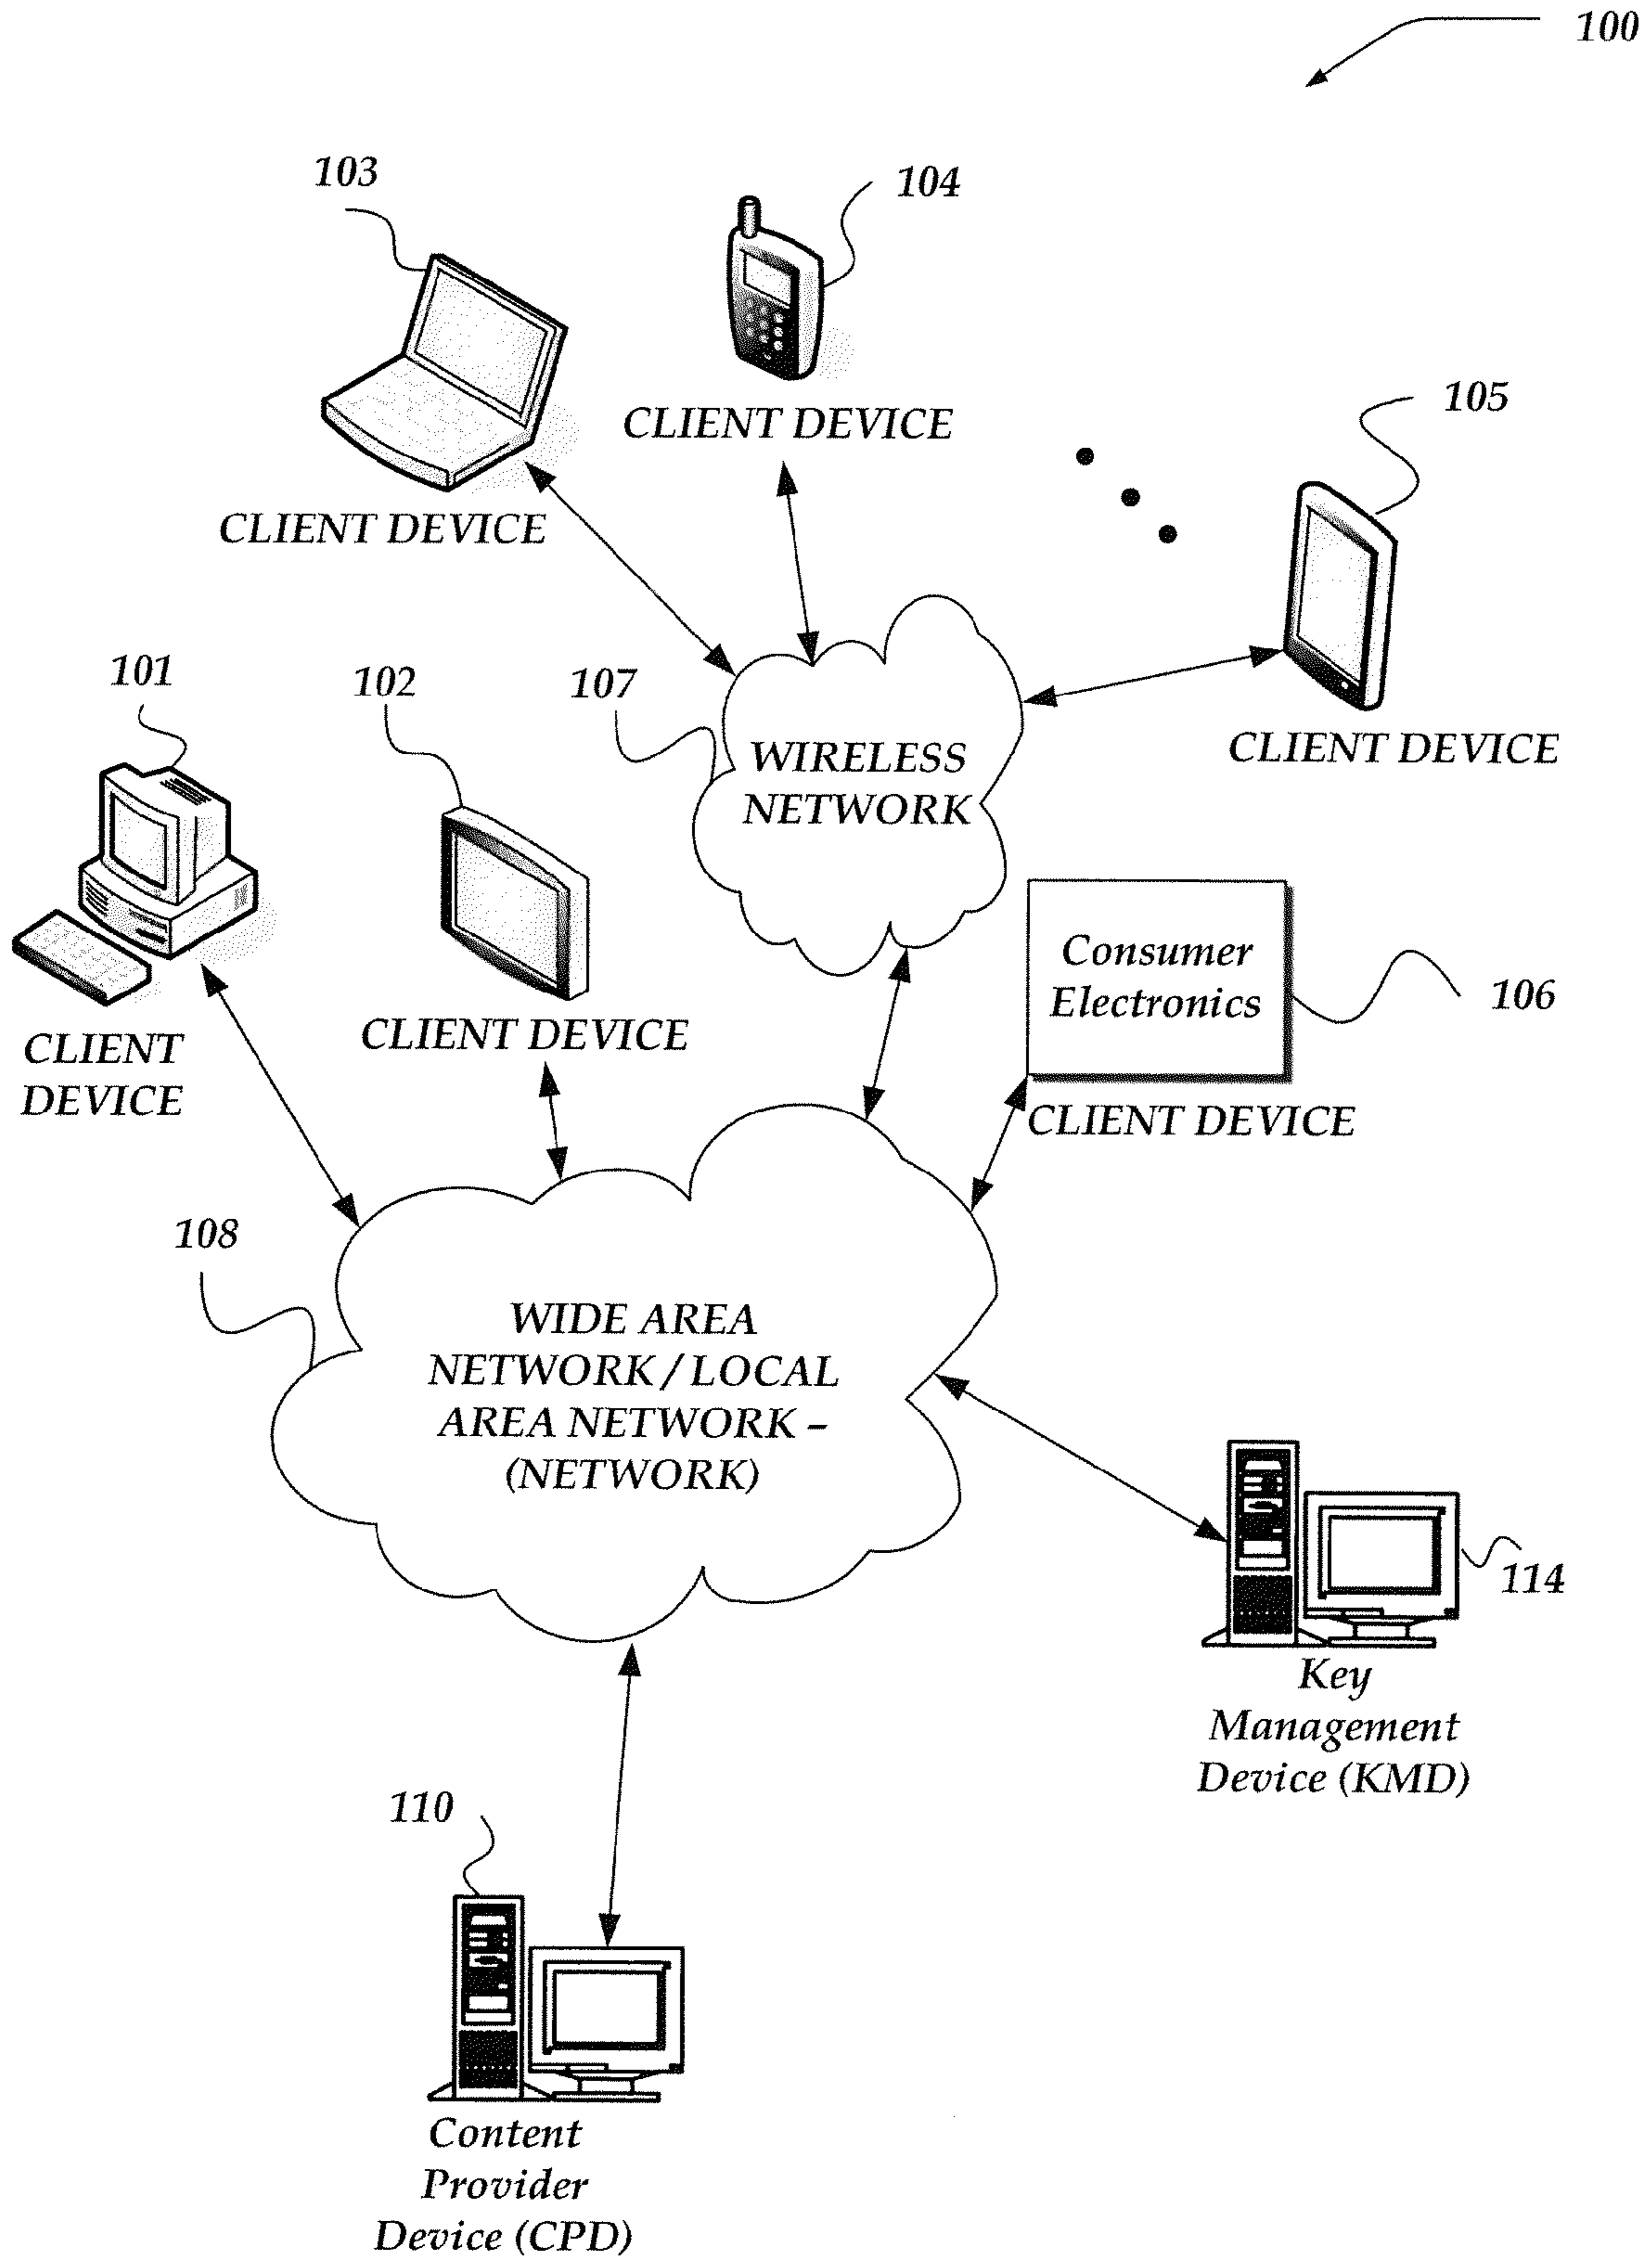 100
103
104
CLIENT DEVICE
105
CLIENT DEVICE
101
102
107
WIRELESS
NETWORK
CLIENT DEVICE
Consumer
Electronics
106
CLIENT DEVICE
CLIENT
DEVICE
CLIENT DEVICE
108
WIDE AREA
NETWORK / LOCAL
AREA NETWORK –
(NETWORK)
114
Key
Management
Device (KMD)
110
Content
Provider
Device (CPD)